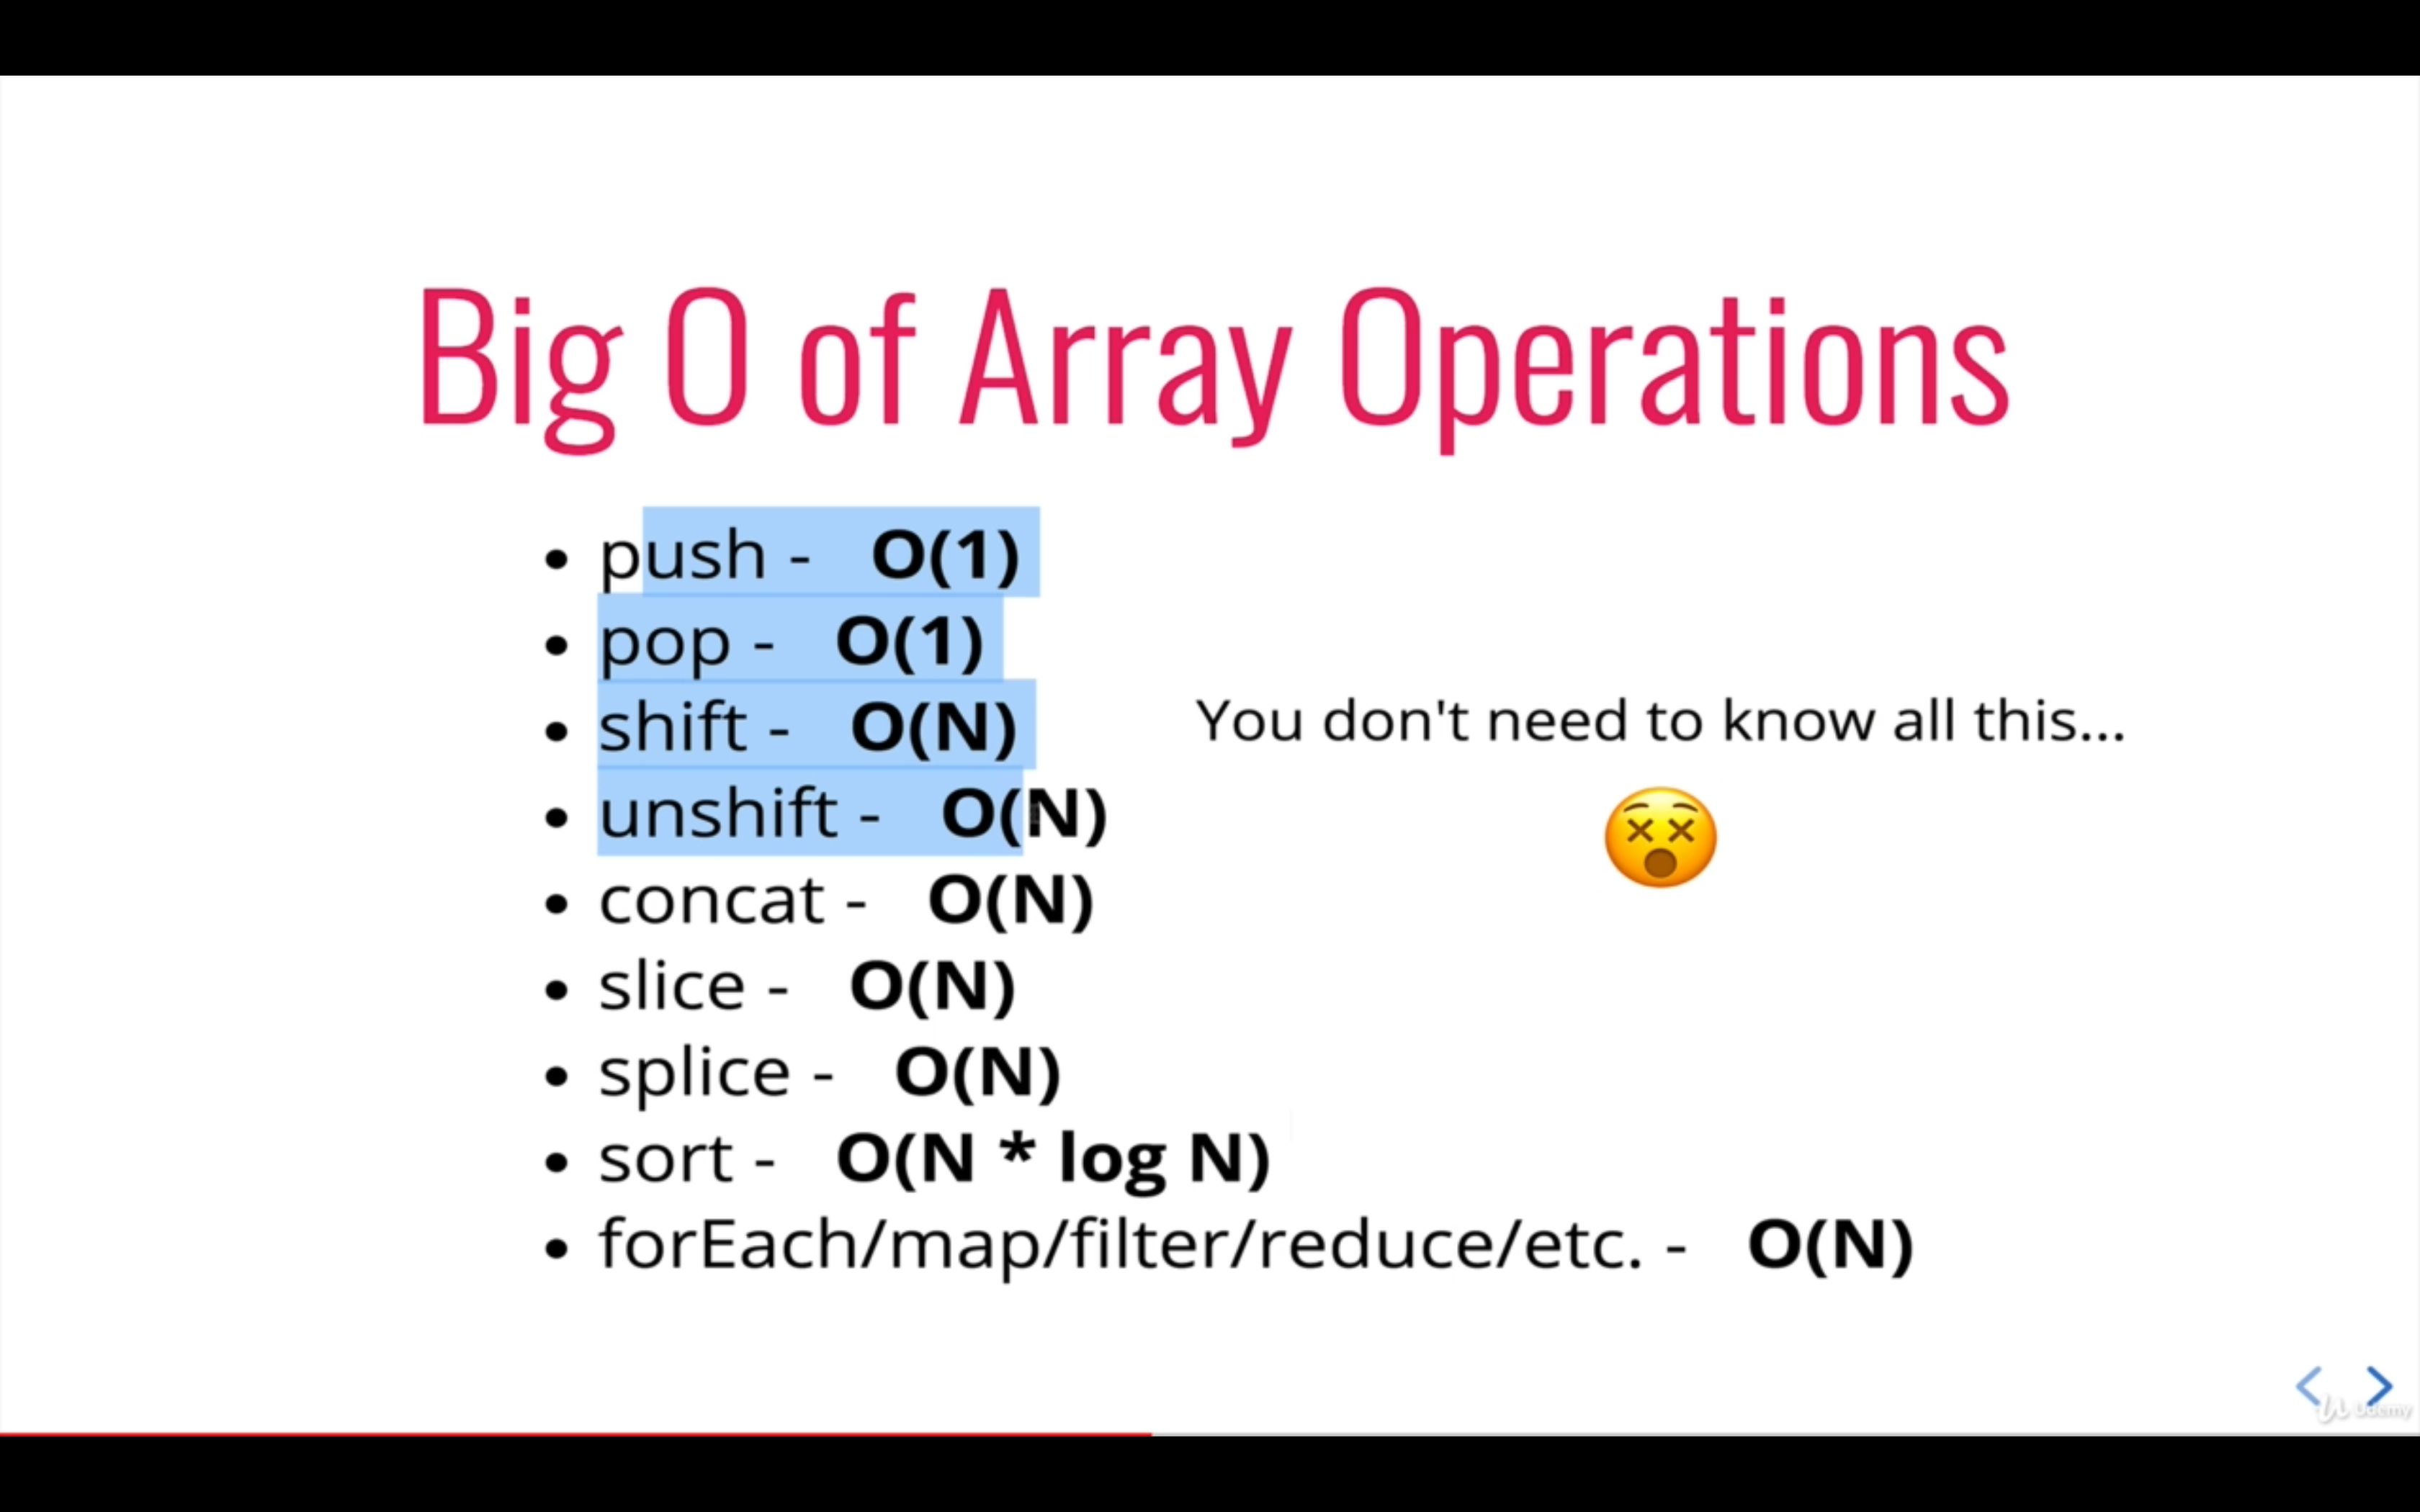 Big O of Array Operations
push - O(1)
pop - O(1)
shift - O(N)
unshift - O(N)
concat - O(N)
slice - O(N)
splice - O(N)
sort - O(N * log N)
forEach/map/filter/reduce/etc. - O(N)
You don't need to know all this...
Udemy